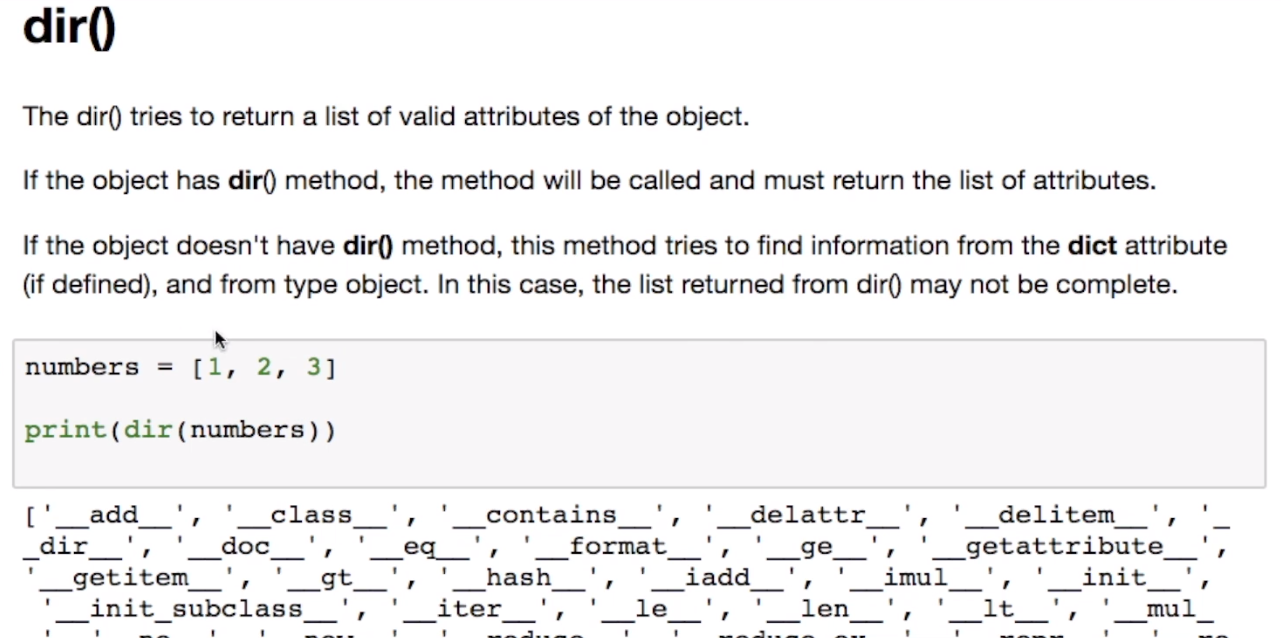 dir()
The dir() tries to return a list of valid attributes of the object.
If the object has dir() method, the method will be called and must return the list of attributes.
If the object doesn't have dir() method, this method tries to find information from the dict attribute
(if defined), and from type object. In this case, the list returned from dir() may not be complete.
numbers = [1, 2, 3]
print(dir(numbers))
['__add__', '__class__', '__contains__', '__delattr__', '__delitem__', '_
_dir__', '__doc__', '__eq__', '__format__', '__ge__', '__getattribute__',
'__getitem__', '__gt__', '__hash__', '__iadd__', '__imul__', '__init__',
'__init_subclass__', '__iter__', '__le__', '__len__', '__lt__', '__mul_